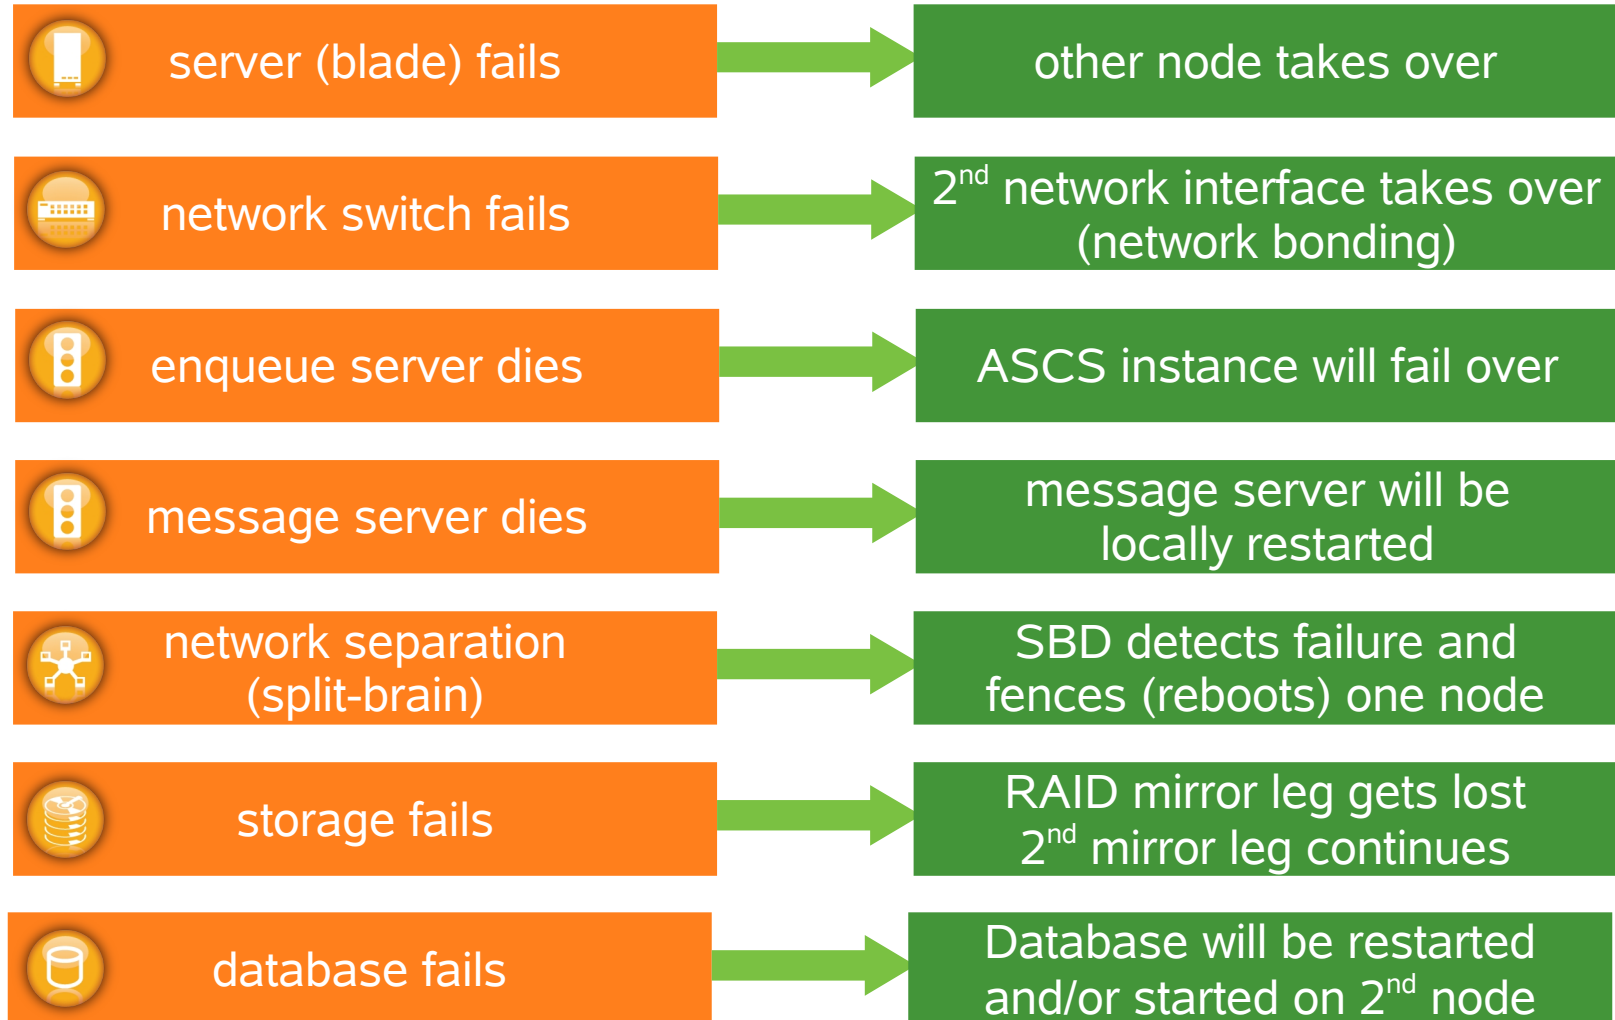 server (blade) fails
other node takes over
network switch fails
2nd network interface takes over
(network bonding)
enqueue server dies
ASCS instance will fail over
message server dies
message server will be
locally restarted
network separation
(split-brain)
SBD detects failure and
fences (reboots) one node
storage fails
RAID mirror leg gets lost
2nd mirror leg continues
database fails
Database will be restarted
and/or started on 2nd node